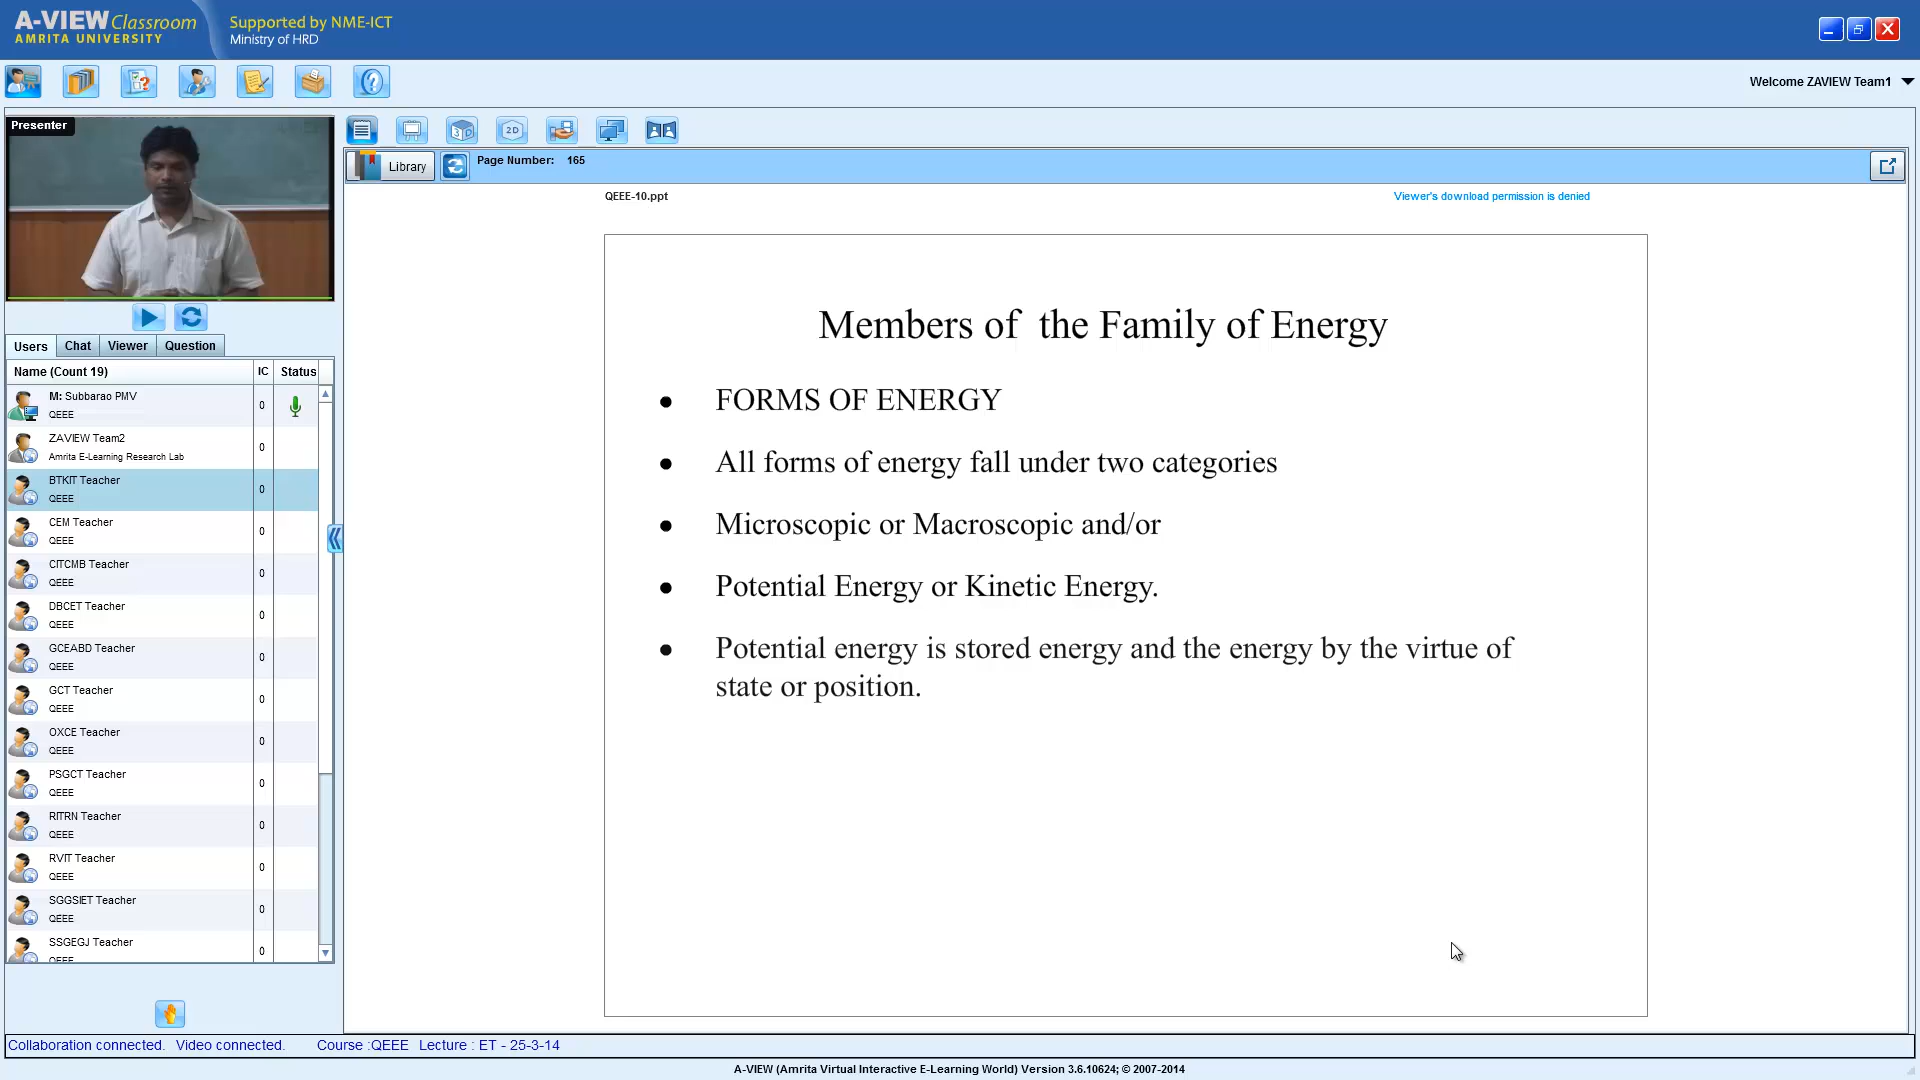 A-VIEW Classroom
AMRITA UNIVERSITY
Supported by NME-ICT
Ministry of HRD
Welcome ZAVIEW Team1
Presenter
3D
2D
Library
Page Number: 165
QEEE-10.ppt
Viewer's download permission is denied
Members of the Family of Energy
• FORMS OF ENERGY
• All forms of energy fall under two categories
• Microscopic or Macroscopic and/or
• Potential Energy or Kinetic Energy.
• Potential energy is stored energy and the energy by the virtue of
state or position.
Users Chat Viewer Question
Name (Count 19) IC Status
M: Subbarao PMV 0
QEEE
ZAVIEW Team2 0
Amrita E-Learning Research Lab
BTKIT Teacher 0
QEEE
CEM Teacher 0
QEEE
CITCMB Teacher 0
QEEE
DBCET Teacher 0
QEEE
GCEABD Teacher 0
QEEE
GCT Teacher 0
QEEE
OXCE Teacher 0
QEEE
PSGCT Teacher 0
QEEE
RITRN Teacher 0
QEEE
RVIT Teacher 0
QEEE
SGGSIET Teacher 0
QEEE
SSGEGJ Teacher 0
QEEE
Collaboration connected. Video connected. Course :QEEE Lecture : ET - 25-3-14
A-VIEW (Amrita Virtual Interactive E-Learning World) Version 3.6.10624; © 2007-2014